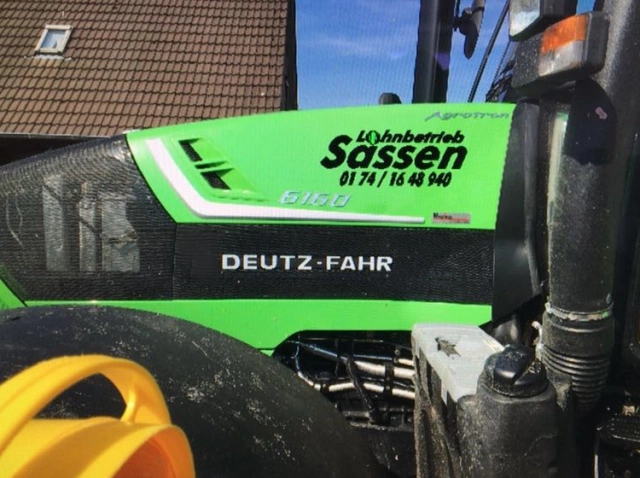 Agrotron
Lohnbetrieb
Sassen
01 74 / 16 48 940
6160
DEUTZ-FAHR